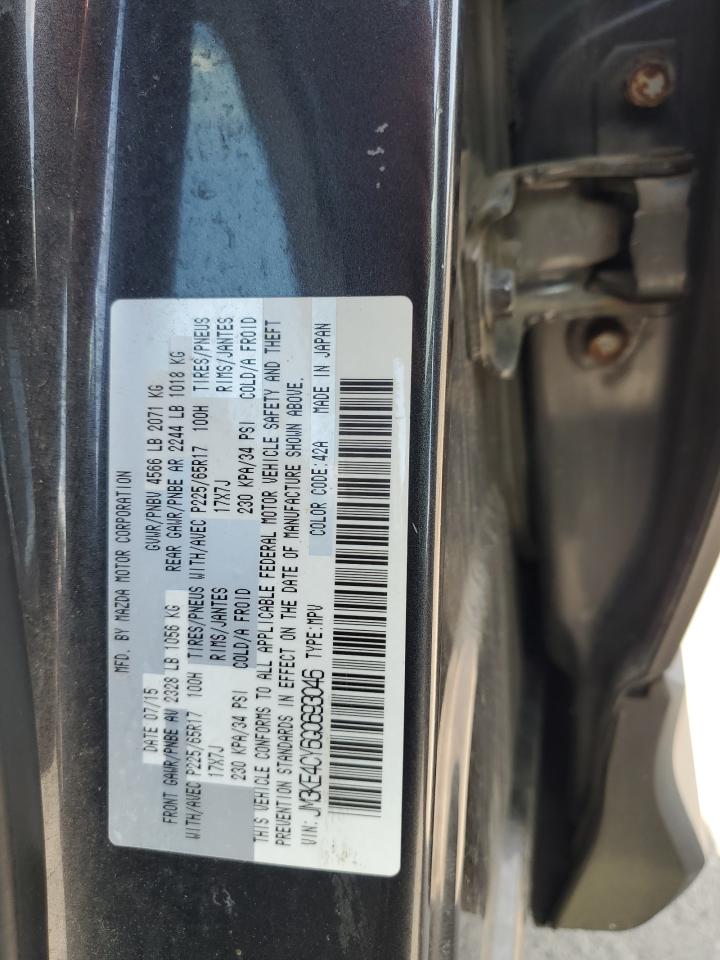 MFD. BY MAZDA MOTOR CORPORATION
DATE 07/15 GVWR/PNBV 4566 LB 2071 KG
FRONT GAWR/PNBE AV 2328 LB 1056 KG REAR GAWR/PNBE AR 2244 LB 1018 KG
WITH/AVEC P225/65R17 100H TIRES/PNEUS WITH/AVEC P225/65R17 100H TIRES/PNEUS
17X7J RIMS/JANTES 17X7J RIMS/JANTES
230 KPA/34 PSI COLD/A FROID 230 KPA/34 PSI COLD/A FROID
THIS VEHICLE CONFORMS TO ALL APPLICABLE FEDERAL MOTOR VEHICLE SAFETY AND THEFT
PREVENTION STANDARDS IN EFFECT ON THE DATE OF MANUFACTURE SHOWN ABOVE.
VIN: JM3KE4CY6G0693046 TYPE:MPV COLOR CODE:42A MADE IN JAPAN